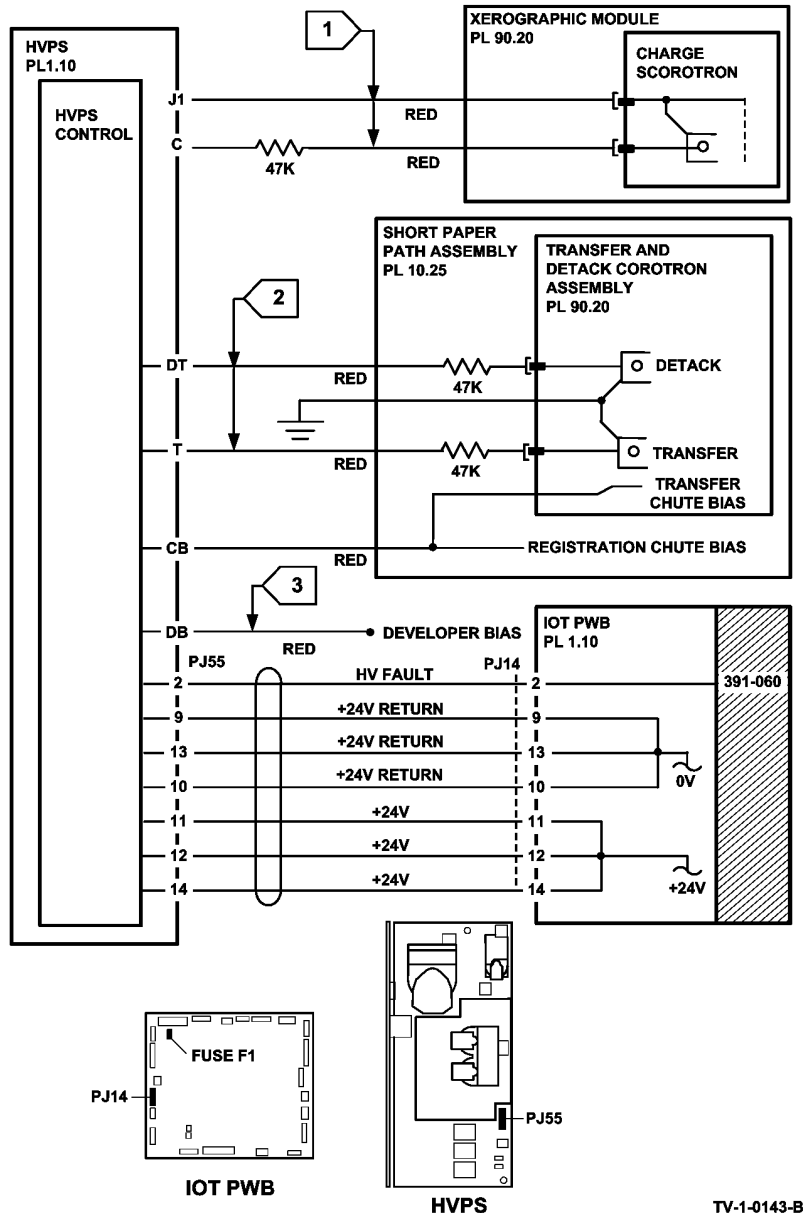 1
XEROGRAPHIC MODULE
PL 90.20
HVPS
PL1.10
CHARGE
SCOROTRON
HVPS
CONTROL
J1
RED
C
47K
RED
SHORT PAPER
PATH ASSEMBLY
PL 10.25
TRANSFER AND
DETACK COROTRON
ASSEMBLY
PL 90.20
2
DT
RED
47K
DETACK
T
RED
47K
TRANSFER
TRANSFER
CHUTE BIAS
CB
RED
REGISTRATION CHUTE BIAS
3
IOT PWB
PL 1.10
DB
RED
DEVELOPER BIAS
PJ55
PJ14
2 HV FAULT 2 391-060
9 +24V RETURN 9
13 +24V RETURN 13
0V
10 +24V RETURN 10
11 +24V 11
12 +24V 12
+24V
14 +24V 14
FUSE F1
PJ14
PJ55
IOT PWB
HVPS
TV-1-0143-B